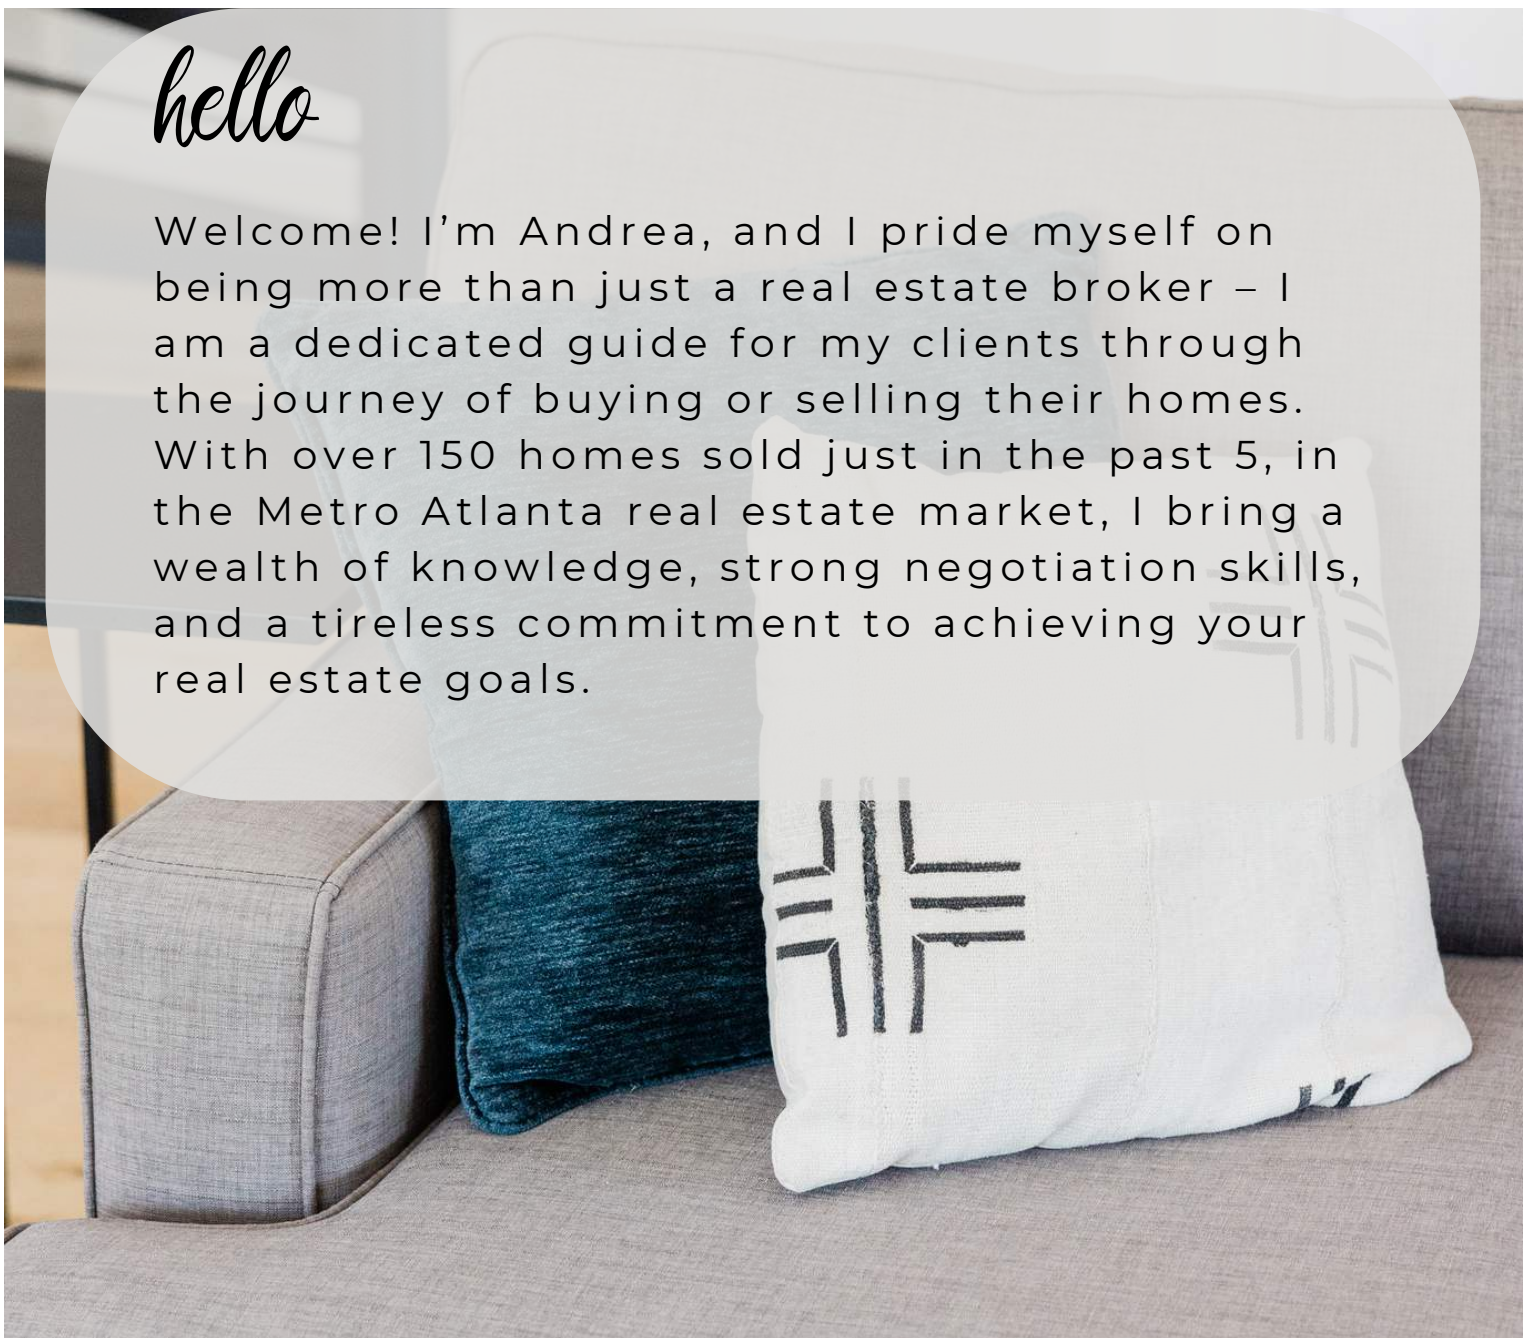 hello
Welcome! I’m Andrea, and I pride myself on
being more than just a real estate broker – I
am a dedicated guide for my clients through
the journey of buying or selling their homes.
With over 150 homes sold just in the past 5, in
the Metro Atlanta real estate market, I bring a
wealth of knowledge, strong negotiation skills,
and a tireless commitment to achieving your
real estate goals.